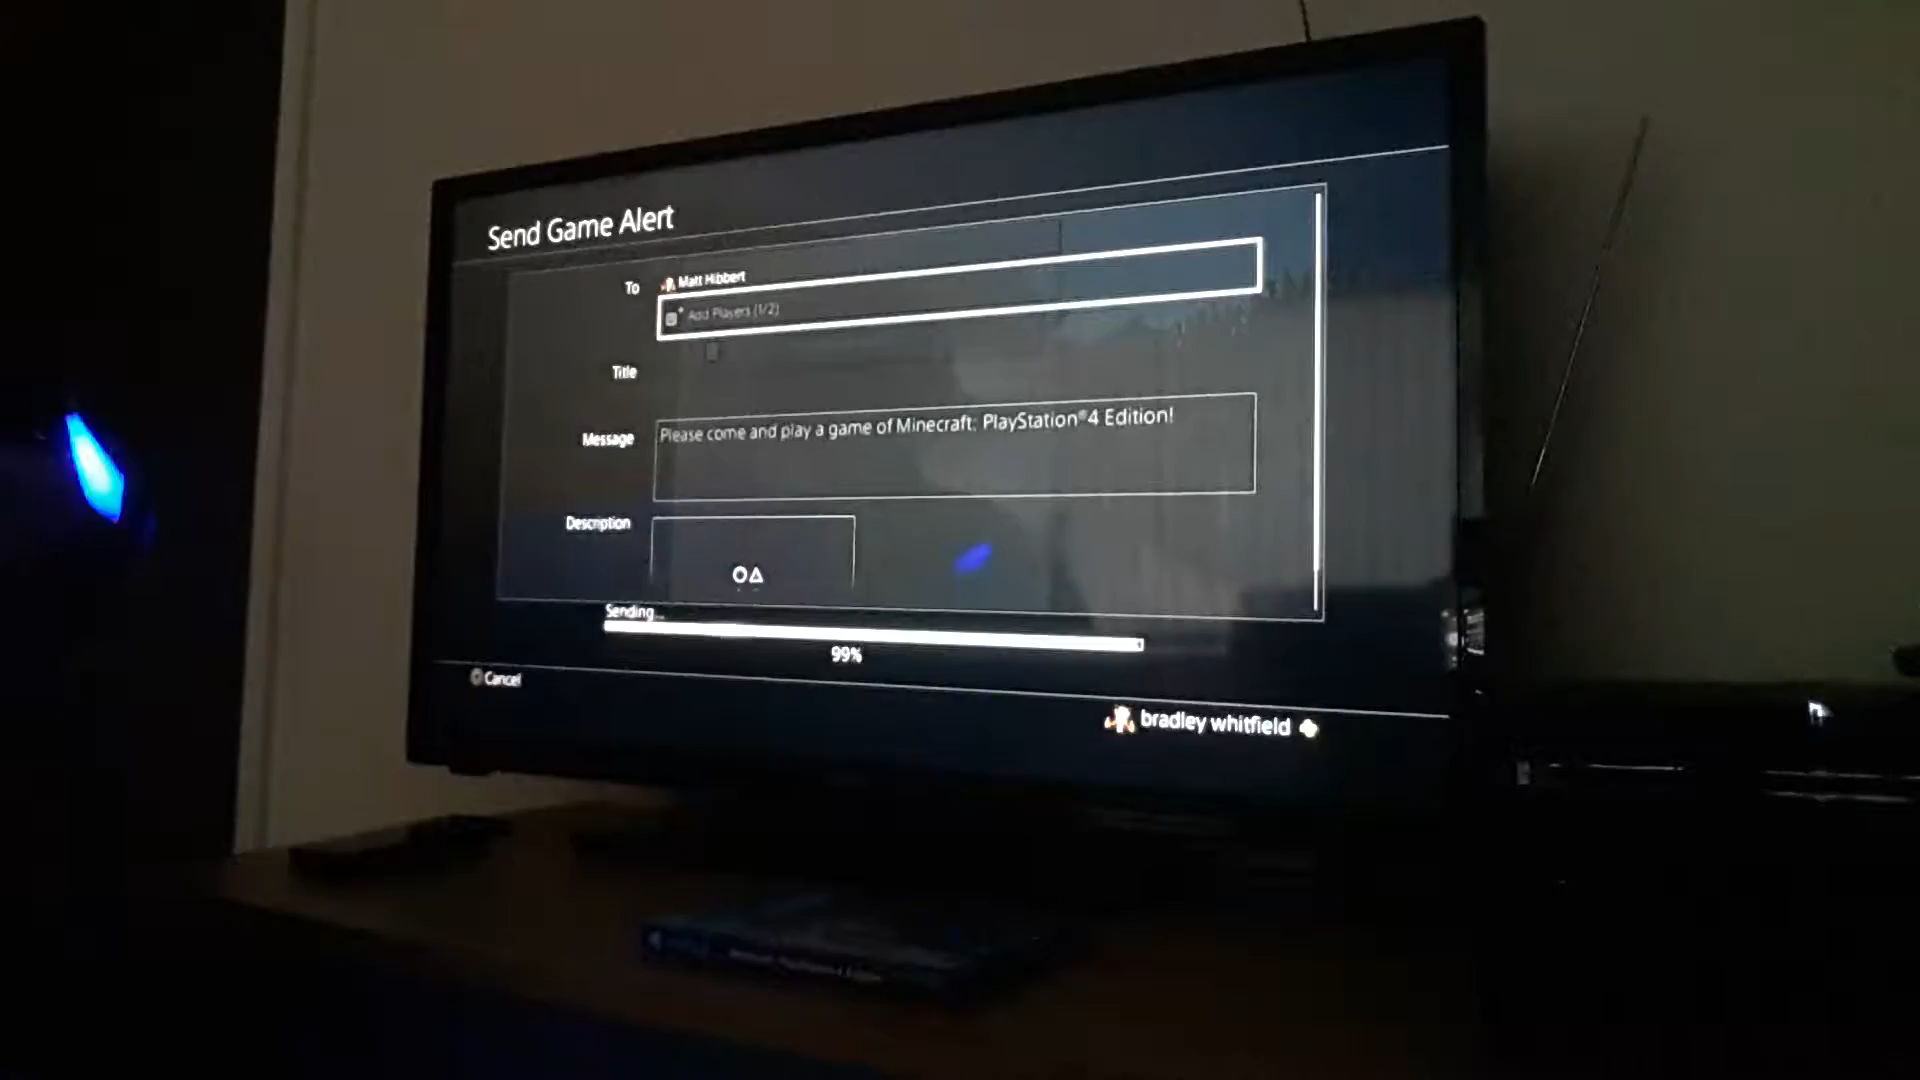 Send Game Alert
To
Matt Hibbert
Add Players (1/2)
Title
Message
Please come and play a game of Minecraft: PlayStation®4 Edition!
Description
Sending...
99%
Cancel
bradley whitfield